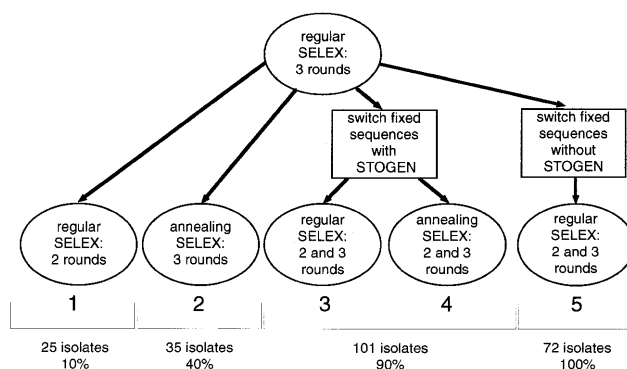 regular
SELEX:
3 rounds
switch fixed
sequences
with
STOGEN
switch fixed
sequences
without
STOGEN
regular
SELEX:
2 rounds
annealing
SELEX:
3 rounds
regular
SELEX:
2 and 3
rounds
annealing
SELEX:
2 and 3
rounds
regular
SELEX:
2 and 3
rounds
1 2 3 4 5
25 isolates 35 isolates 101 isolates 72 isolates
10% 40% 90% 100%